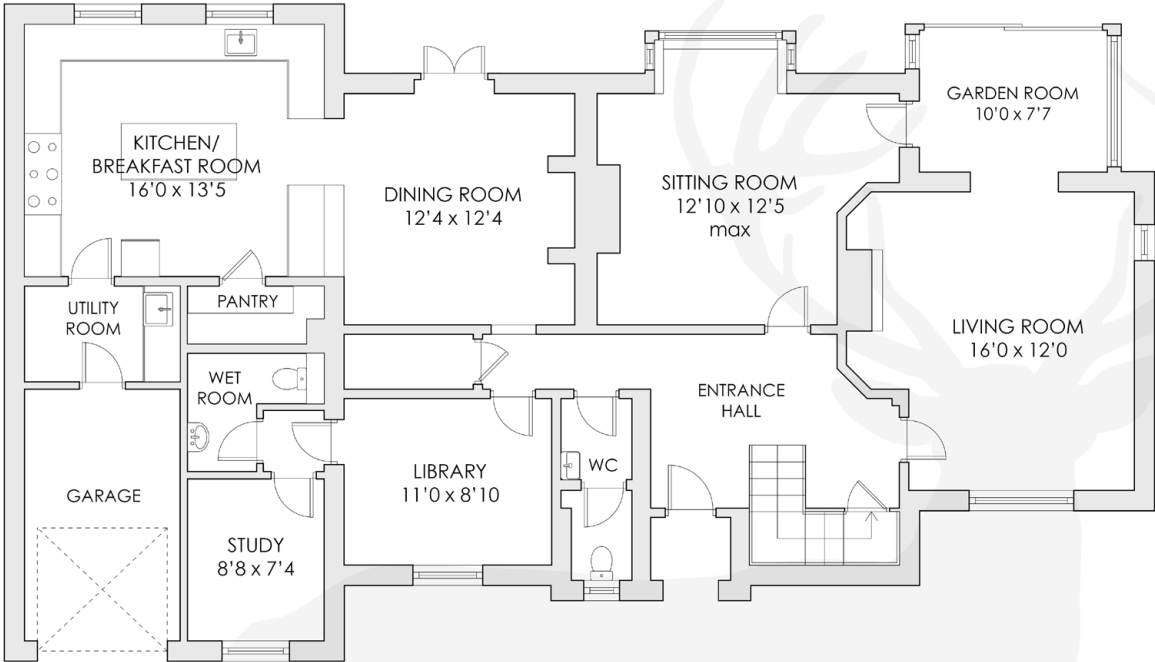 KITCHEN/
BREAKFAST ROOM
16'0 x 13'5
DINING ROOM
12'4 x 12'4
SITTING ROOM
12'10 x 12'5
max
GARDEN ROOM
10'0 x 7'7
UTILITY
ROOM
PANTRY
LIVING ROOM
16'0 x 12'0
WET
ROOM
ENTRANCE
HALL
GARAGE
LIBRARY
11'0 x 8'10
WC
STUDY
8'8 x 7'4